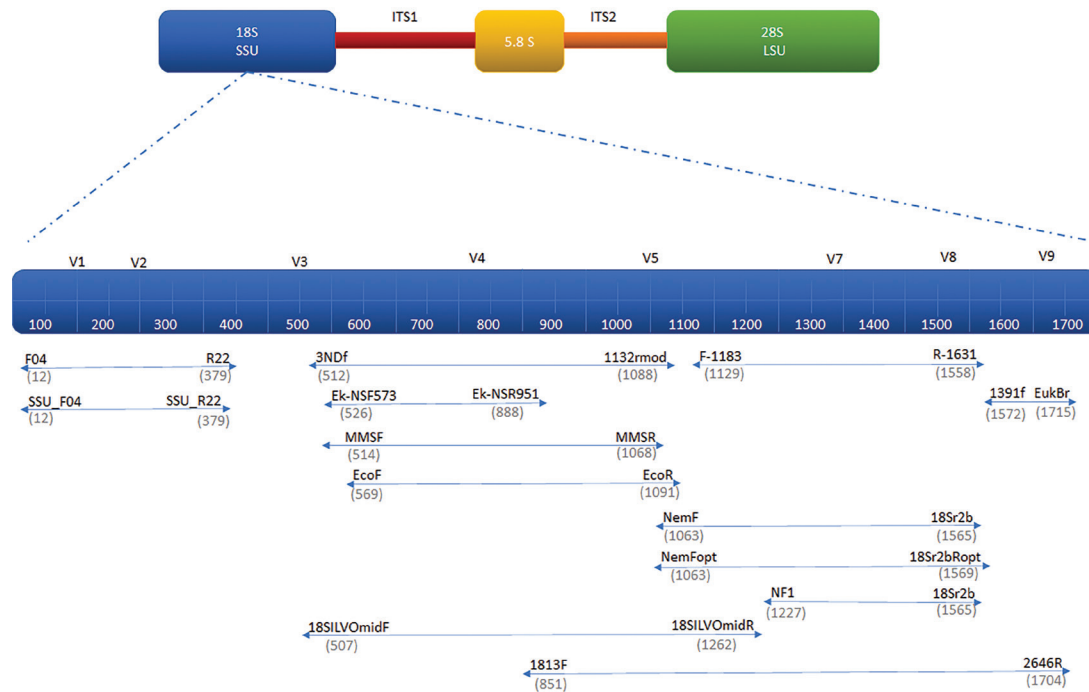 ITS1 ITS2
18S
SSU
5.8 S
28S
LSU
V1 V2 V3 V4 V5 V7 V8 V9
100 200 300 400 500 600 700 800 900 1000 1100 1200 1300 1400 1500 1600 1700
F04 R22 3NDf 1132rmod F-1183 R-1631
(12) (379) (512) (1088) (1129) (1558)
SSU_F04 SSU_R22 Ek-NSF573 Ek-NSR951 1391f EukBr
(12) (379) (526) (888) (1572) (1715)
MMSF MMSR
(514) (1068)
EcoF EcoR
(569) (1091)
NemF 18Sr2b
(1063) (1565)
NemFopt 18Sr2bRopt
(1063) (1569)
NF1 18Sr2b
(1227) (1565)
18SILVOmidF 18SILVOmidR
(507) (1262)
1813F 2646R
(851) (1704)